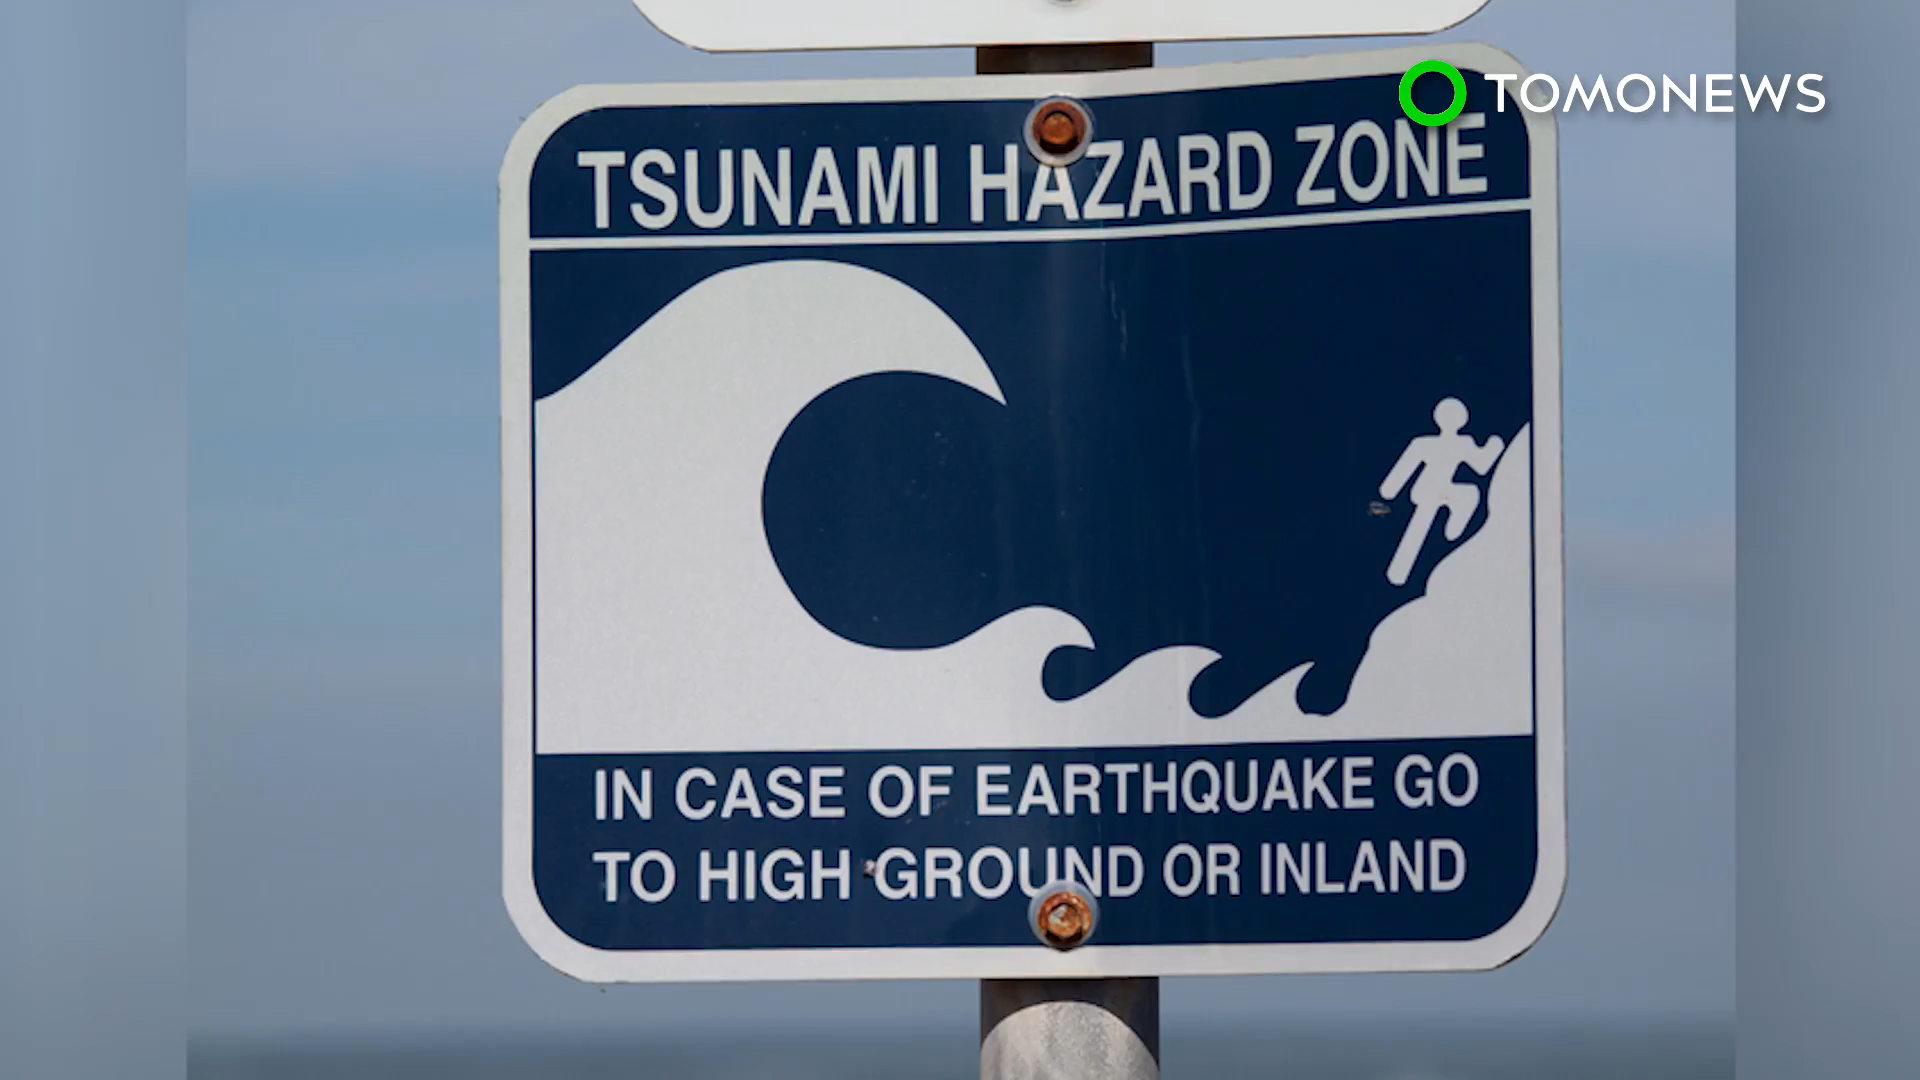 TOMONEWS
TSUNAMI HAZARD ZONE
IN CASE OF EARTHQUAKE GO
TO HIGH GROUND OR INLAND